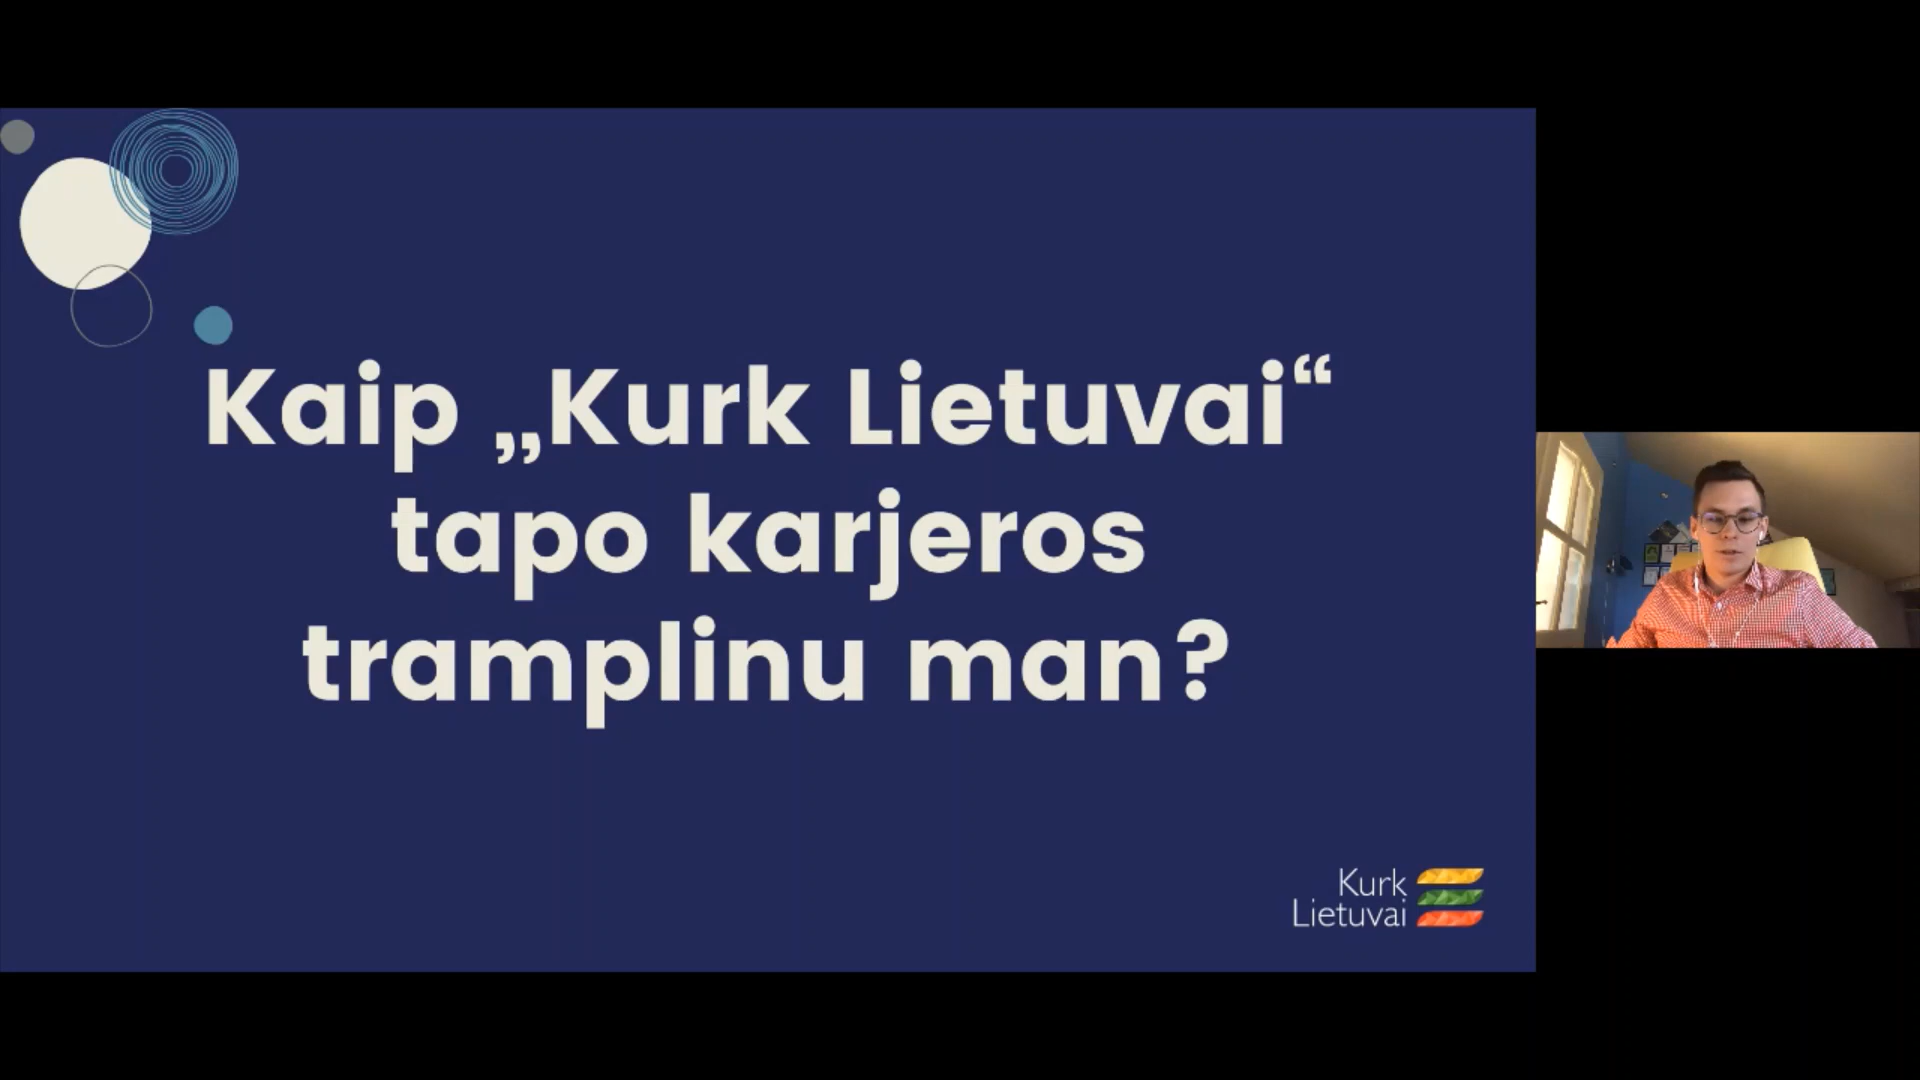 Kaip „Kurk Lietuvai“
tapo karjeros
tramplinu man?
Kurk
Lietuvai